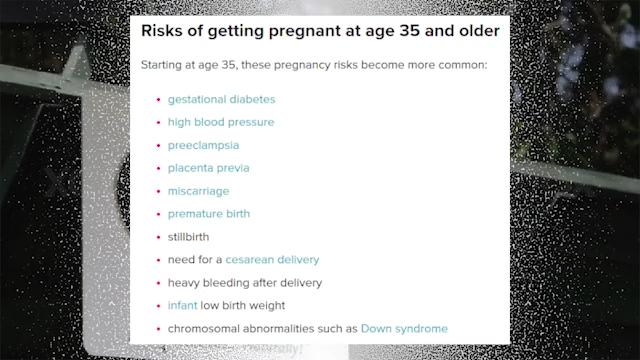 Risks of getting pregnant at age 35 and older
Starting at age 35, these pregnancy risks become more common:
gestational diabetes
high blood pressure
preeclampsia
placenta previa
miscarriage
premature birth
stillbirth
need for a cesarean delivery
heavy bleeding after delivery
infant low birth weight
chromosomal abnormalities such as Down syndrome